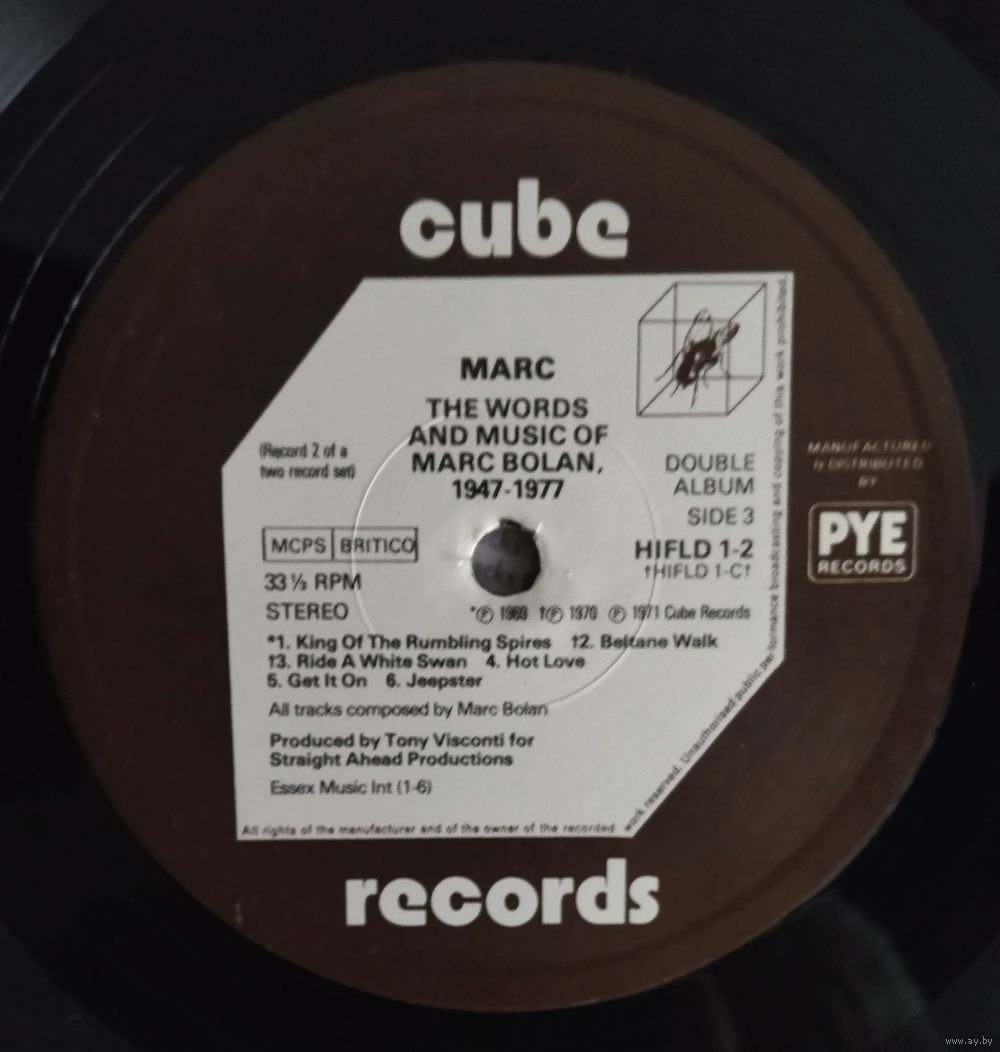 cube
MARC
THE WORDS
AND MUSIC OF
MARC BOLAN,
1947-1977
(Record 2 of a
two record set)
DOUBLE
ALBUM
SIDE 3
HIFLD 1-2
†HIFLD 1-C†
MCPS BRITICO
33⅓ RPM
STEREO
*℗ 1969 †℗ 1970 ℗ 1971 Cube Records
*1. King Of The Rumbling Spires †2. Beltane Walk
†3. Ride A White Swan 4. Hot Love
5. Get It On 6. Jeepster
All tracks composed by Marc Bolan
Produced by Tony Visconti for
Straight Ahead Productions
Essex Music Int (1-6)
All rights of the manufacturer and of the owner of the recorded work reserved. Unauthorised public performance broadcasting and copying of this work prohibited.
MANUFACTURED
& DISTRIBUTED
BY
PYE
RECORDS
records
www.ay.by